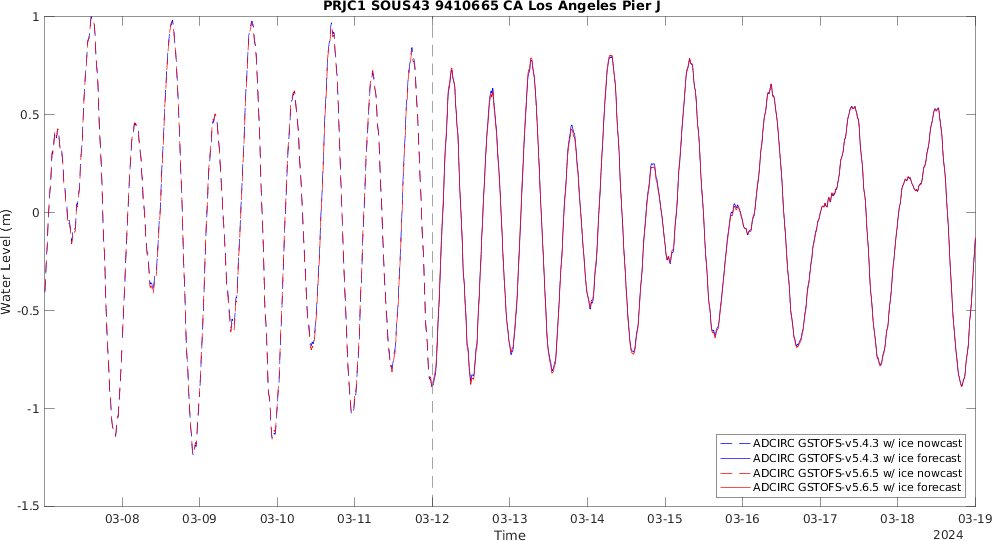 PRJC1 SOUS43 9410665 CA Los Angeles Pier J
Water Level (m)
1
0.5
0
-0.5
-1
-1.5
ADCIRC GSTOFS-v5.4.3 w/ ice nowcast
ADCIRC GSTOFS-v5.4.3 w/ ice forecast
ADCIRC GSTOFS-v5.6.5 w/ ice nowcast
ADCIRC GSTOFS-v5.6.5 w/ ice forecast
03-08 03-09 03-10 03-11 03-12 03-13 03-14 03-15 03-16 03-17 03-18 03-19
Time
2024